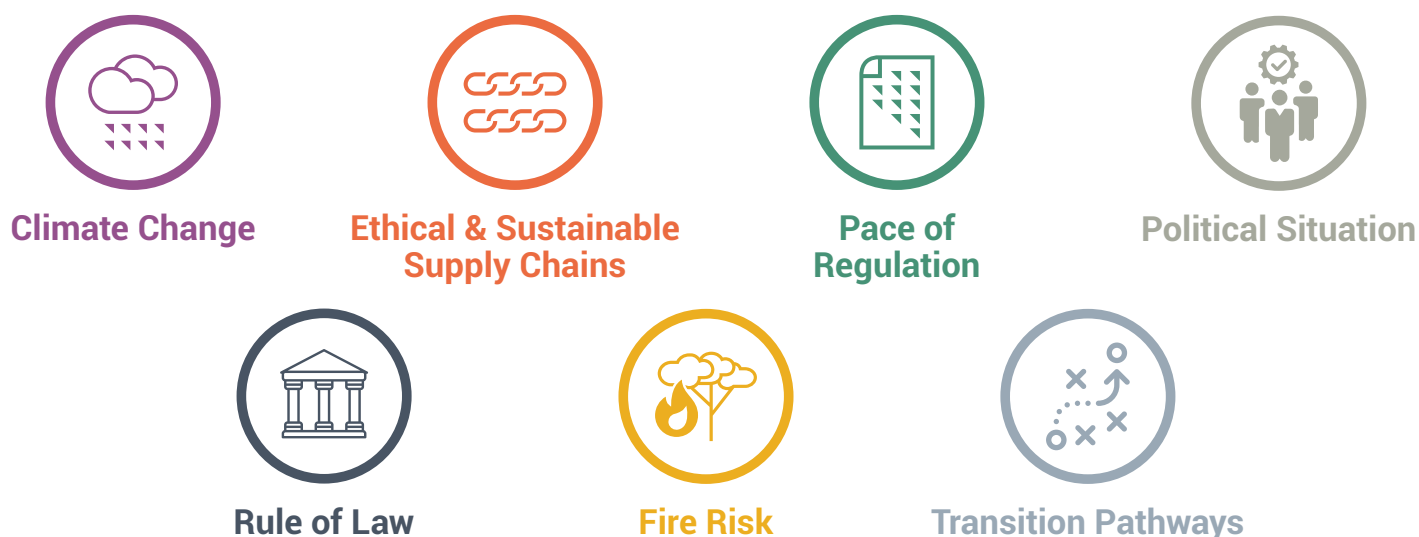 Climate Change
Ethical & Sustainable
Supply Chains
Pace of
Regulation
Political Situation
Rule of Law
Fire Risk
Transition Pathways